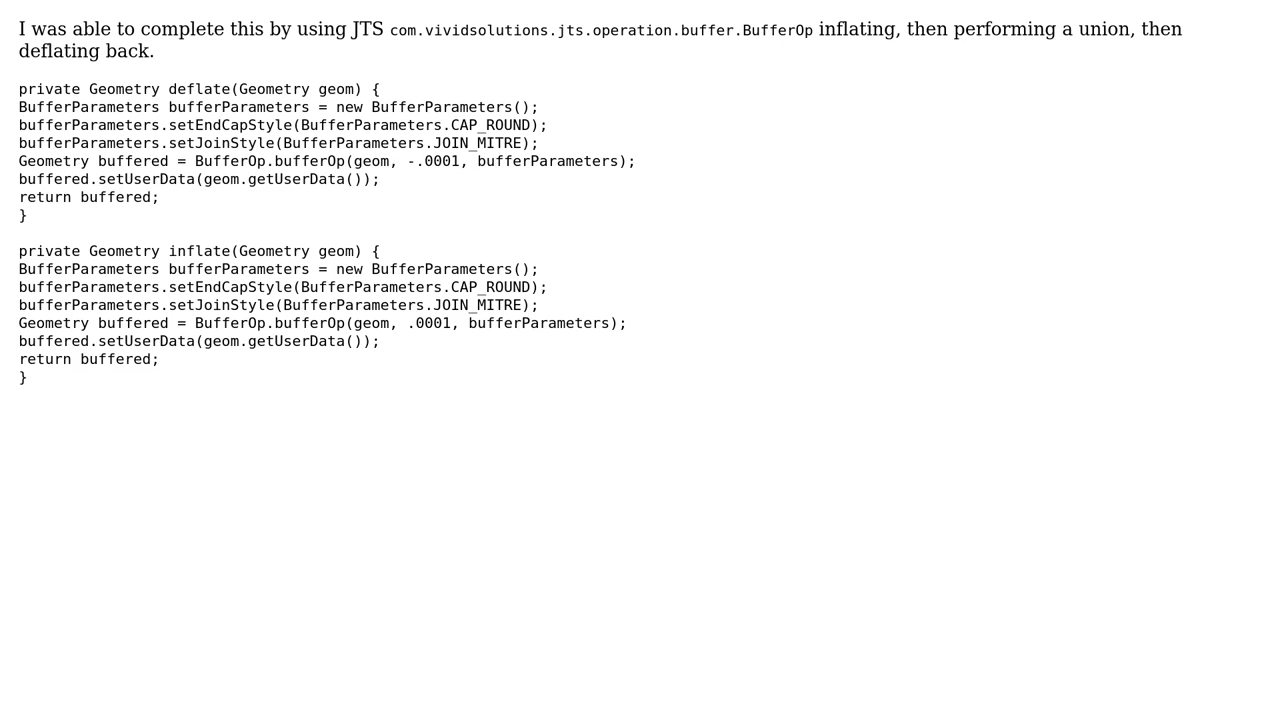 I was able to complete this by using JTS com.vividsolutions.jts.operation.buffer.BufferOp inflating, then performing a union, then
deflating back.
private Geometry deflate(Geometry geom) {
BufferParameters bufferParameters = new BufferParameters();
bufferParameters.setEndCapStyle(BufferParameters.CAP_ROUND);
bufferParameters.setJoinStyle(BufferParameters.JOIN_MITRE);
Geometry buffered = BufferOp.bufferOp(geom, -.0001, bufferParameters);
buffered.setUserData(geom.getUserData());
return buffered;
}
private Geometry inflate(Geometry geom) {
BufferParameters bufferParameters = new BufferParameters();
bufferParameters.setEndCapStyle(BufferParameters.CAP_ROUND);
bufferParameters.setJoinStyle(BufferParameters.JOIN_MITRE);
Geometry buffered = BufferOp.bufferOp(geom, .0001, bufferParameters);
buffered.setUserData(geom.getUserData());
return buffered;
}